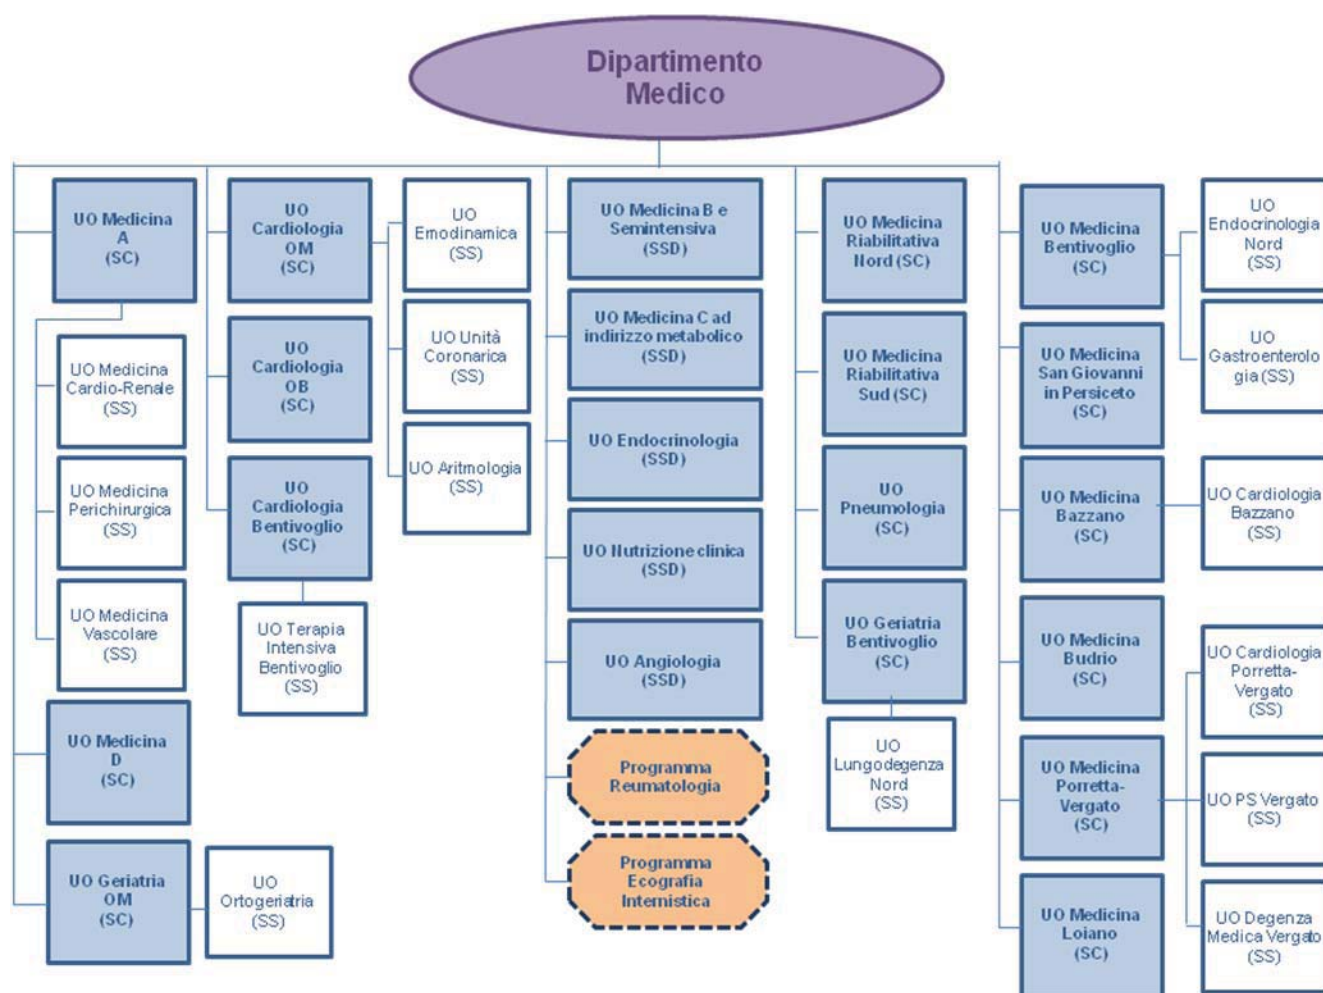 Dipartimento
Medico
UO Medicina
A
(SC)
UO Medicina
Cardio-Renale
(SS)
UO Medicina
Perichirurgica
(SS)
UO Medicina
Vascolare
(SS)
UO Medicina
D
(SC)
UO Geriatria
OM
(SC)
UO
Ortogeriatria
(SS)
UO
Cardiologia
OM
(SC)
UO
Cardiologia
OB
(SC)
UO
Cardiologia
Bentivoglio
(SC)
UO Terapia
Intensiva
Bentivoglio
(SS)
UO
Emodinamica
(SS)
UO Unità
Coronarica
(SS)
UO Aritmologia
(SS)
UO Medicina B e
Semintensiva
(SSD)
UO Medicina C ad
indirizzo metabolico
(SSD)
UO Endocrinologia
(SSD)
UO Nutrizione clinica
(SSD)
UO Angiologia
(SSD)
Programma
Reumatologia
Programma
Ecografia
Internistica
UO Medicina
Riabilitativa
Nord (SC)
UO Medicina
Riabilitativa
Sud (SC)
UO
Pneumologia
(SC)
UO Geriatria
Bentivoglio
(SC)
UO
Lungodegenza
Nord
(SS)
UO Medicina
Bentivoglio
(SC)
UO Medicina
San Giovanni
in Persiceto
(SC)
UO Medicina
Bazzano
(SC)
UO Medicina
Budrio
(SC)
UO Medicina
Porretta-
Vergato
(SC)
UO Medicina
Loiano
(SC)
UO
Endocrinologia
Nord
(SS)
UO
Gastroenterolo
gia (SS)
UO Cardiologia
Bazzano
(SS)
UO Cardiologia
Porretta-
Vergato
(SS)
UO PS Vergato
(SS)
UO Degenza
Medica Vergato
(SS)